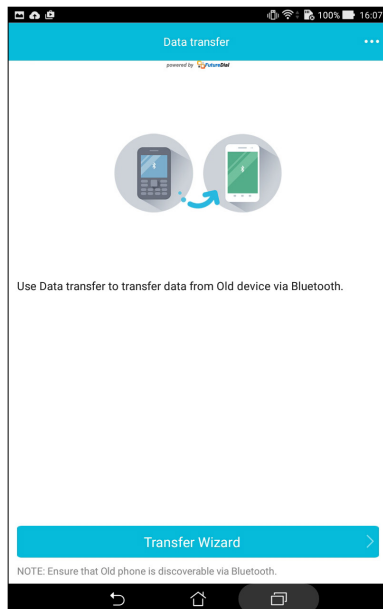 100% 16:07
Data transfer
powered by FutureDial
Use Data transfer to transfer data from Old device via Bluetooth.
Transfer Wizard
NOTE: Ensure that Old phone is discoverable via Bluetooth.